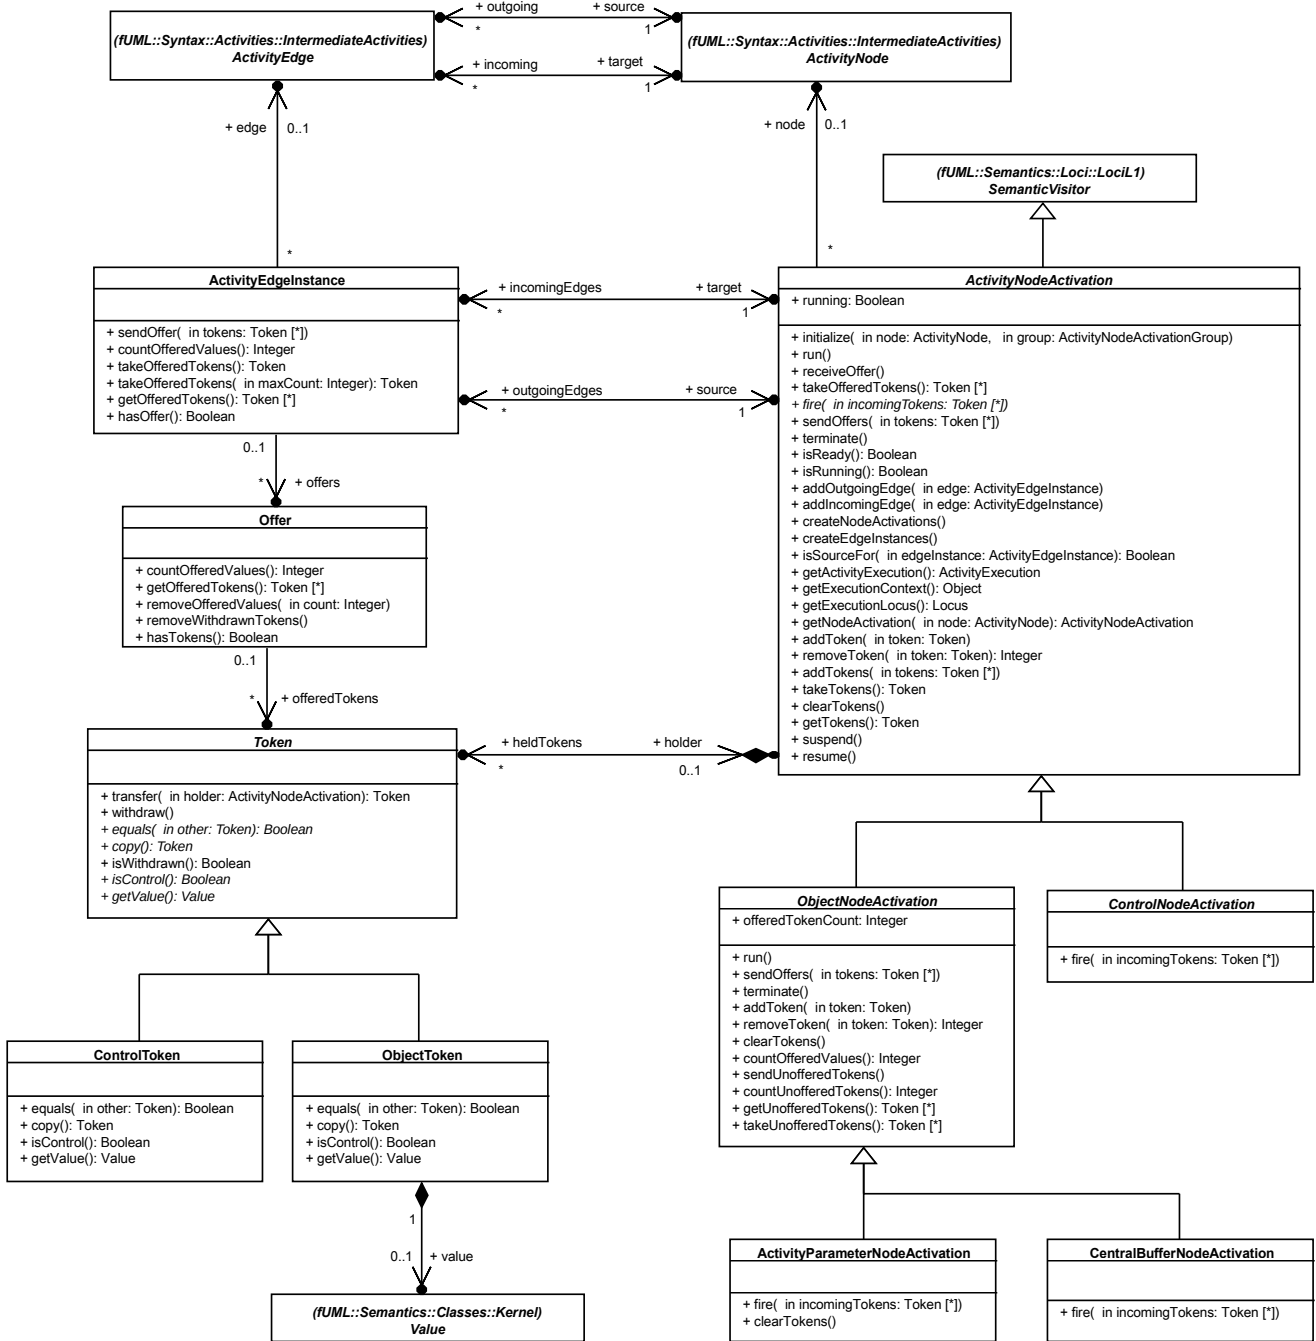 + outgoing
+ source
*
1
(fUML::Syntax::Activities::IntermediateActivities)
ActivityEdge
(fUML::Syntax::Activities::IntermediateActivities)
ActivityNode
+ incoming
+ target
*
1
+ edge
0..1
+ node
0..1
(fUML::Semantics::Loci::LociL1)
SemanticVisitor
*
*
ActivityEdgeInstance
+ sendOffer( in tokens: Token [*])
+ countOfferedValues(): Integer
+ takeOfferedTokens(): Token
+ takeOfferedTokens( in maxCount: Integer): Token
+ getOfferedTokens(): Token [*]
+ hasOffer(): Boolean
+ incomingEdges
+ target
*
1
+ outgoingEdges
+ source
*
1
ActivityNodeActivation
+ running: Boolean
+ initialize( in node: ActivityNode, in group: ActivityNodeActivationGroup)
+ run()
+ receiveOffer()
+ takeOfferedTokens(): Token [*]
+ fire( in incomingTokens: Token [*])
+ sendOffers( in tokens: Token [*])
+ terminate()
+ isReady(): Boolean
+ isRunning(): Boolean
+ addOutgoingEdge( in edge: ActivityEdgeInstance)
+ addIncomingEdge( in edge: ActivityEdgeInstance)
+ createNodeActivations()
+ createEdgeInstances()
+ isSourceFor( in edgeInstance: ActivityEdgeInstance): Boolean
+ getActivityExecution(): ActivityExecution
+ getExecutionContext(): Object
+ getExecutionLocus(): Locus
+ getNodeActivation( in node: ActivityNode): ActivityNodeActivation
+ addToken( in token: Token)
+ removeToken( in token: Token): Integer
+ addTokens( in tokens: Token [*])
+ takeTokens(): Token
+ clearTokens()
+ getTokens(): Token
+ suspend()
+ resume()
0..1
*
+ offers
Offer
+ countOfferedValues(): Integer
+ getOfferedTokens(): Token [*]
+ removeOfferedValues( in count: Integer)
+ removeWithdrawnTokens()
+ hasTokens(): Boolean
0..1
*
+ offeredTokens
+ heldTokens
+ holder
*
0..1
Token
+ transfer( in holder: ActivityNodeActivation): Token
+ withdraw()
+ equals( in other: Token): Boolean
+ copy(): Token
+ isWithdrawn(): Boolean
+ isControl(): Boolean
+ getValue(): Value
ObjectNodeActivation
+ offeredTokenCount: Integer
+ run()
+ sendOffers( in tokens: Token [*])
+ terminate()
+ addToken( in token: Token)
+ removeToken( in token: Token): Integer
+ clearTokens()
+ countOfferedValues(): Integer
+ sendUnofferedTokens()
+ countUnofferedTokens(): Integer
+ getUnofferedTokens(): Token [*]
+ takeUnofferedTokens(): Token [*]
ControlNodeActivation
+ fire( in incomingTokens: Token [*])
ControlToken
+ equals( in other: Token): Boolean
+ copy(): Token
+ isControl(): Boolean
+ getValue(): Value
ObjectToken
+ equals( in other: Token): Boolean
+ copy(): Token
+ isControl(): Boolean
+ getValue(): Value
1
0..1
+ value
(fUML::Semantics::Classes::Kernel)
Value
ActivityParameterNodeActivation
+ fire( in incomingTokens: Token [*])
+ clearTokens()
CentralBufferNodeActivation
+ fire( in incomingTokens: Token [*])